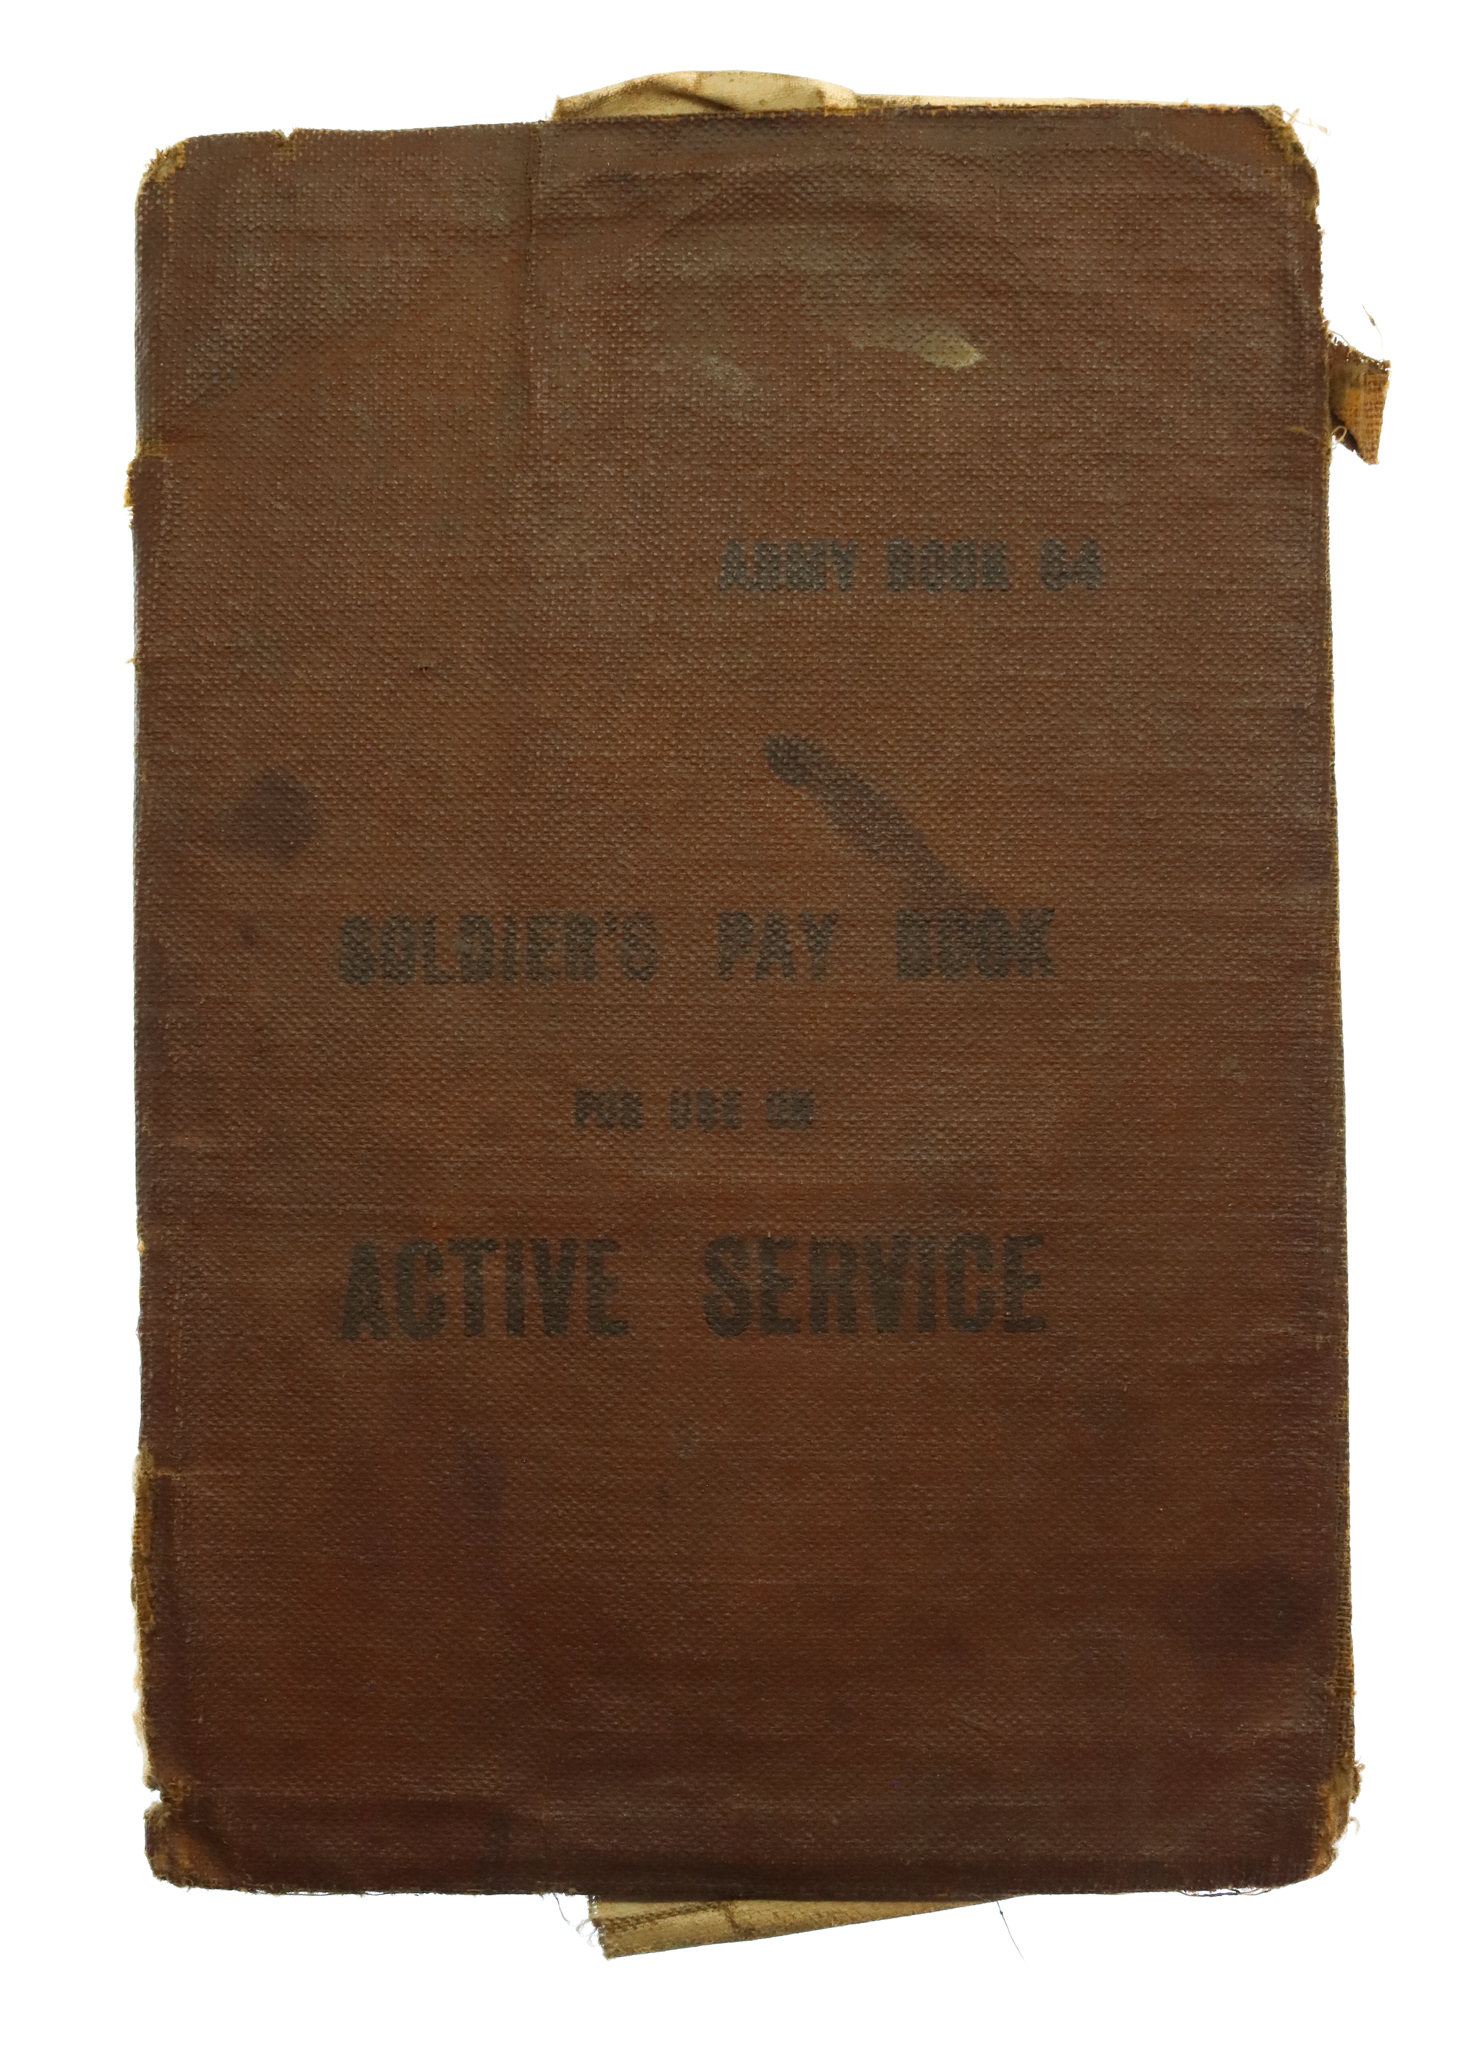 ARMY BOOK 64
SOLDIER'S PAY BOOK
FOR USE ON
ACTIVE SERVICE